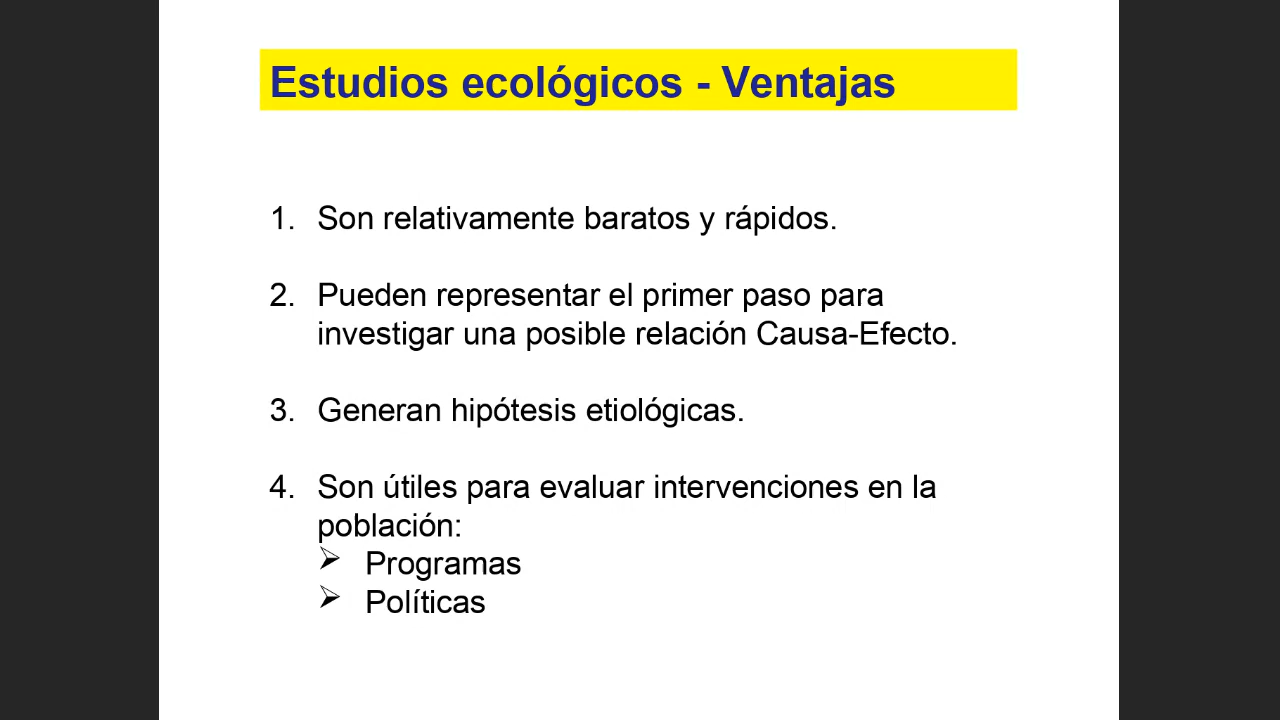 Estudios ecológicos - Ventajas
1. Son relativamente baratos y rápidos.
2. Pueden representar el primer paso para
investigar una posible relación Causa-Efecto.
3. Generan hipótesis etiológicas.
4. Son útiles para evaluar intervenciones en la
población:
➢ Programas
➢ Políticas